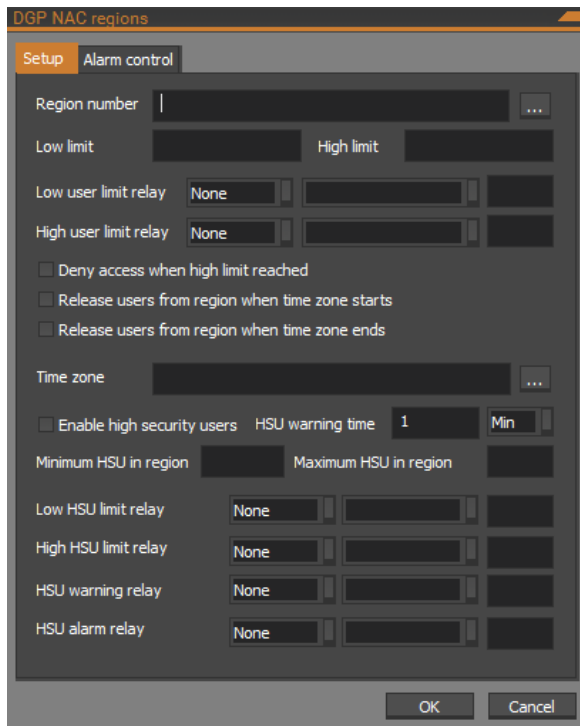 DGP NAC regions
Setup Alarm control
Region number ...
Low limit High limit
Low user limit relay None
High user limit relay None
Deny access when high limit reached
Release users from region when time zone starts
Release users from region when time zone ends
Time zone ...
Enable high security users HSU warning time 1 Min
Minimum HSU in region Maximum HSU in region
Low HSU limit relay None
High HSU limit relay None
HSU warning relay None
HSU alarm relay None
OK Cancel